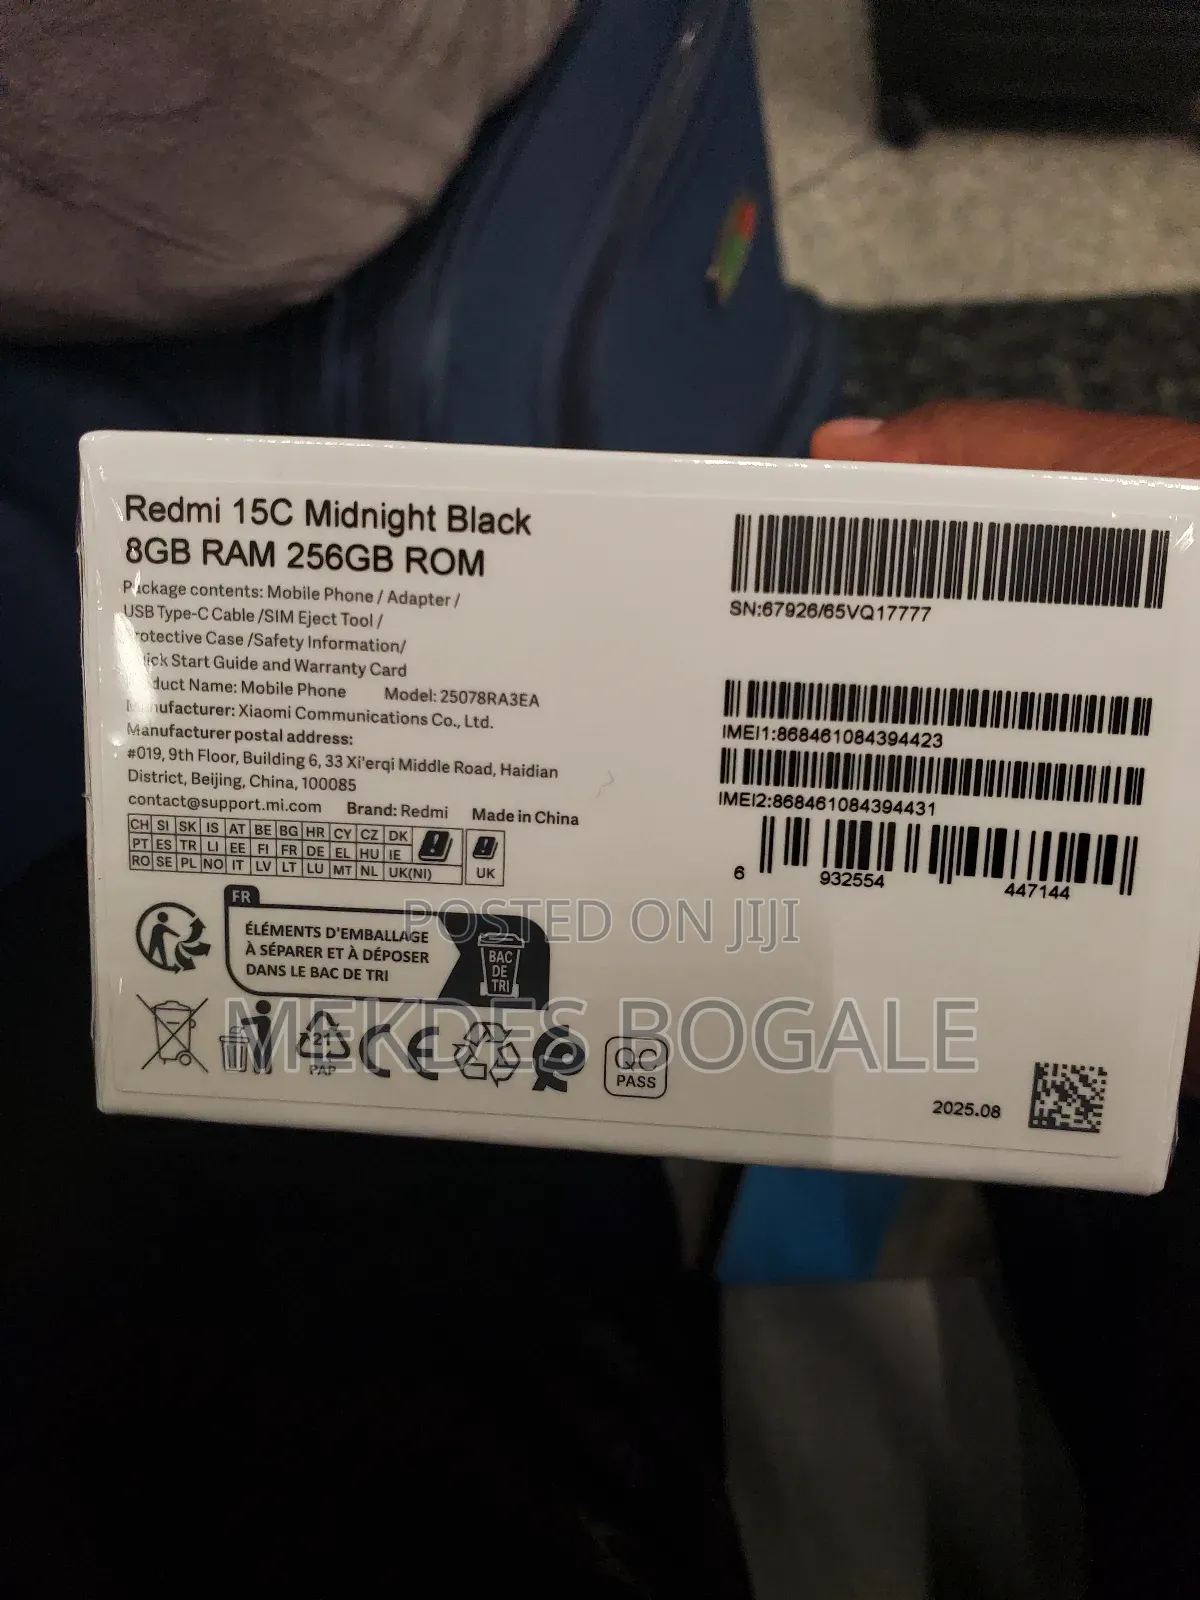 Redmi 15C Midnight Black
8GB RAM 256GB ROM
Package contents: Mobile Phone / Adapter /
USB Type-C Cable /SIM Eject Tool /
Protective Case /Safety Information/
Quick Start Guide and Warranty Card
Product Name: Mobile Phone Model: 25078RA3EA
Manufacturer: Xiaomi Communications Co., Ltd.
Manufacturer postal address:
#019, 9th Floor, Building 6, 33 Xi'erqi Middle Road, Haidian
District, Beijing, China, 100085
contact@support.mi.com Brand: Redmi Made in China
CH SI SK IS AT BE BG HR CY CZ DK
PT ES TR LI EE FI FR DE EL HU IE
RO SE PL NO IT LV LT LU MT NL UK(NI)
UK
SN:67926/65VQ17777
IMEI1:868461084394423
IMEI2:868461084394431
6 932554 447144
FR
ÉLÉMENTS D'EMBALLAGE
À SÉPARER ET À DÉPOSER
DANS LE BAC DE TRI
BAC
DE
TRI
POSTED ON JIJI
MEKDES BOGALE
21
PAP
CE
QC
PASS
2025.08